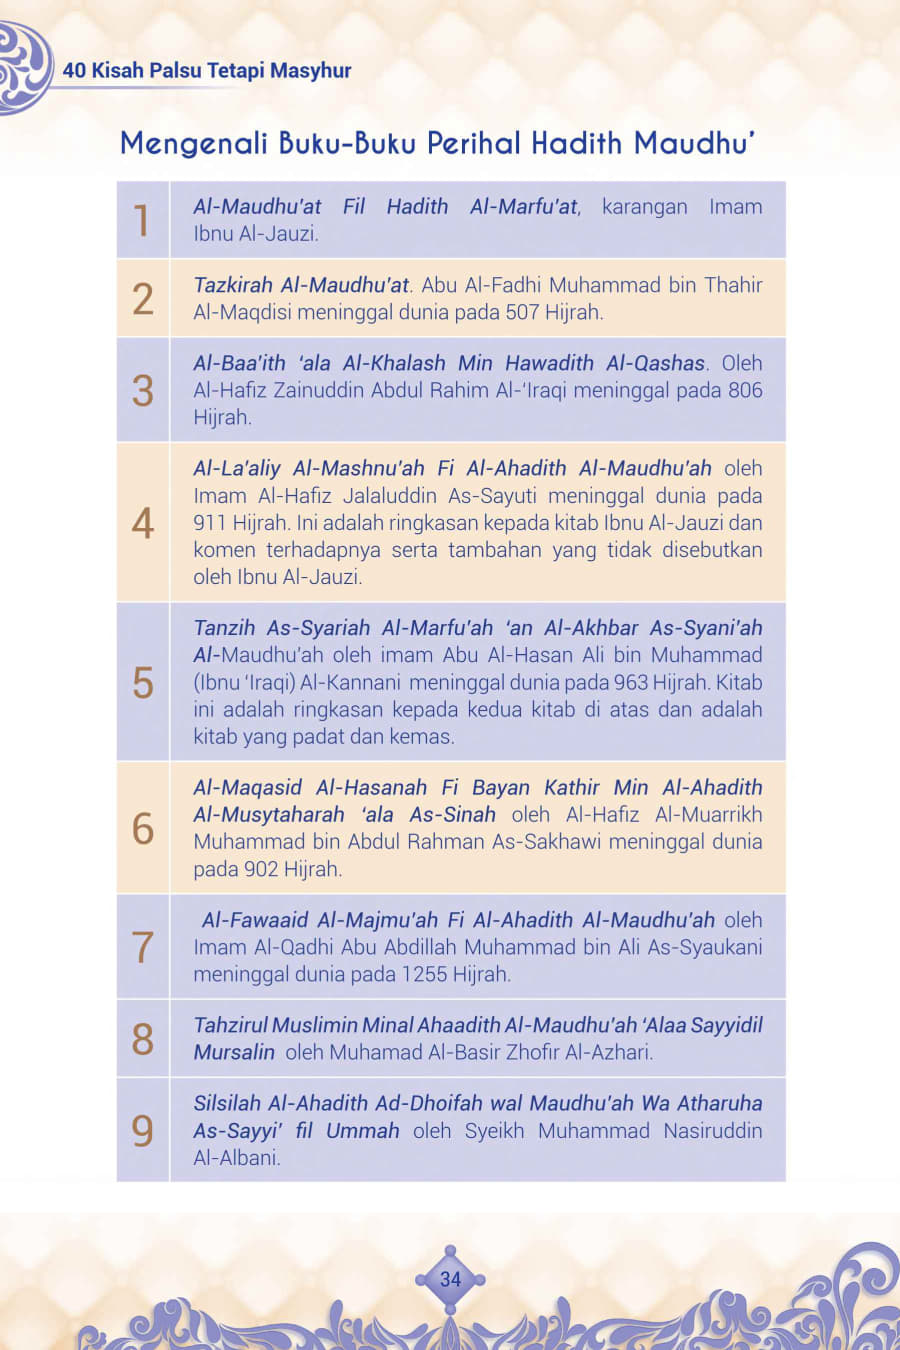 40 Kisah Palsu Tetapi Masyhur
Mengenali Buku-Buku Perihal Hadith Maudhu’
1
Al-Maudhu’at Fil Hadith Al-Marfu’at, karangan Imam
Ibnu Al-Jauzi.
2
Tazkirah Al-Maudhu’at. Abu Al-Fadhi Muhammad bin Thahir
Al-Maqdisi meninggal dunia pada 507 Hijrah.
3
Al-Baa’ith ‘ala Al-Khalash Min Hawadith Al-Qashas. Oleh
Al-Hafiz Zainuddin Abdul Rahim Al-‘Iraqi meninggal pada 806
Hijrah.
4
Al-La’aliy Al-Mashnu’ah Fi Al-Ahadith Al-Maudhu’ah oleh
Imam Al-Hafiz Jalaluddin As-Sayuti meninggal dunia pada
911 Hijrah. Ini adalah ringkasan kepada kitab Ibnu Al-Jauzi dan
komen terhadapnya serta tambahan yang tidak disebutkan
oleh Ibnu Al-Jauzi.
5
Tanzih As-Syariah Al-Marfu’ah ‘an Al-Akhbar As-Syani’ah
Al-Maudhu’ah oleh imam Abu Al-Hasan Ali bin Muhammad
(Ibnu ‘Iraqi) Al-Kannani meninggal dunia pada 963 Hijrah. Kitab
ini adalah ringkasan kepada kedua kitab di atas dan adalah
kitab yang padat dan kemas.
6
Al-Maqasid Al-Hasanah Fi Bayan Kathir Min Al-Ahadith
Al-Musytaharah ‘ala As-Sinah oleh Al-Hafiz Al-Muarrikh
Muhammad bin Abdul Rahman As-Sakhawi meninggal dunia
pada 902 Hijrah.
7
Al-Fawaaid Al-Majmu’ah Fi Al-Ahadith Al-Maudhu’ah oleh
Imam Al-Qadhi Abu Abdillah Muhammad bin Ali As-Syaukani
meninggal dunia pada 1255 Hijrah.
8
Tahzirul Muslimin Minal Ahaadith Al-Maudhu’ah ‘Alaa Sayyidil
Mursalin oleh Muhamad Al-Basir Zhofir Al-Azhari.
9
Silsilah Al-Ahadith Ad-Dhoifah wal Maudhu’ah Wa Atharuha
As-Sayyi’ fil Ummah oleh Syeikh Muhammad Nasiruddin
Al-Albani.
34